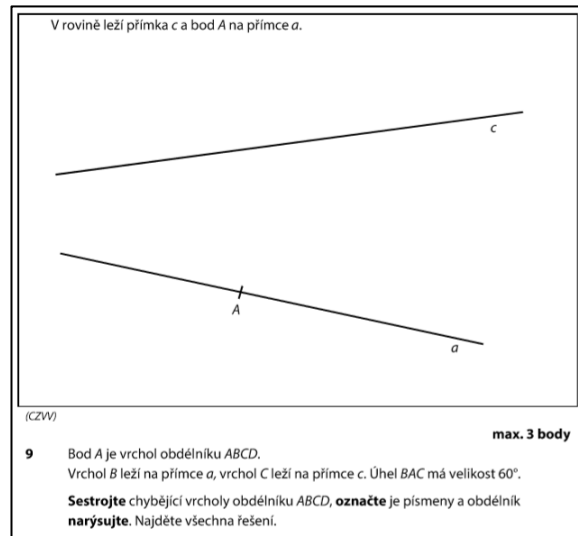 V rovině leží přímka c a bod A na přímce a.
c
A
a
(CZVV)
max. 3 body
9 Bod A je vrchol obdélníku ABCD.
Vrchol B leží na přímce a, vrchol C leží na přímce c. Úhel BAC má velikost 60°.
Sestrojte chybějící vrcholy obdélníku ABCD, označte je písmeny a obdélník
narýsujte. Najděte všechna řešení.